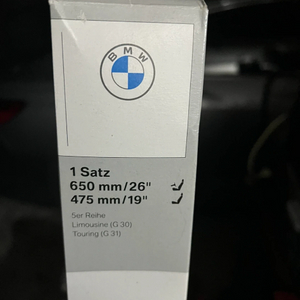 BMW
1 Satz
650 mm/26"
475 mm/19"
5er Reihe
Limousine (G 30)
Touring (G 31)